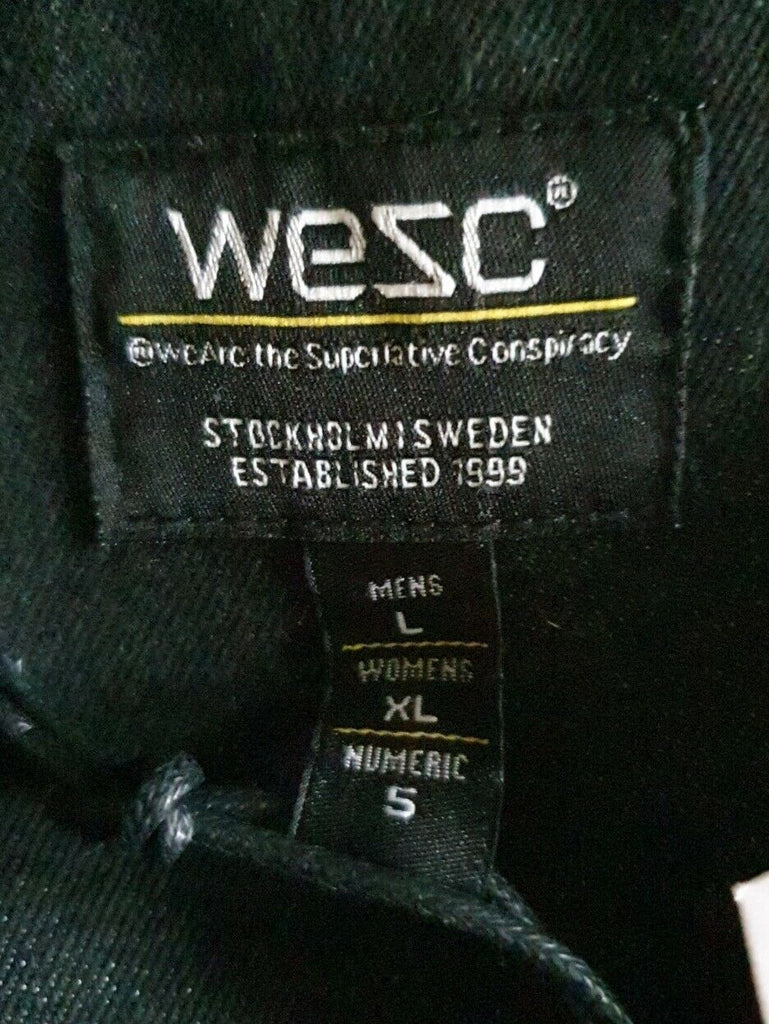 wesc
weAre the Superlative Conspiracy
STOCKHOLM | SWEDEN
ESTABLISHED 1999
MENS
L
WOMENS
XL
NUMERIC
5